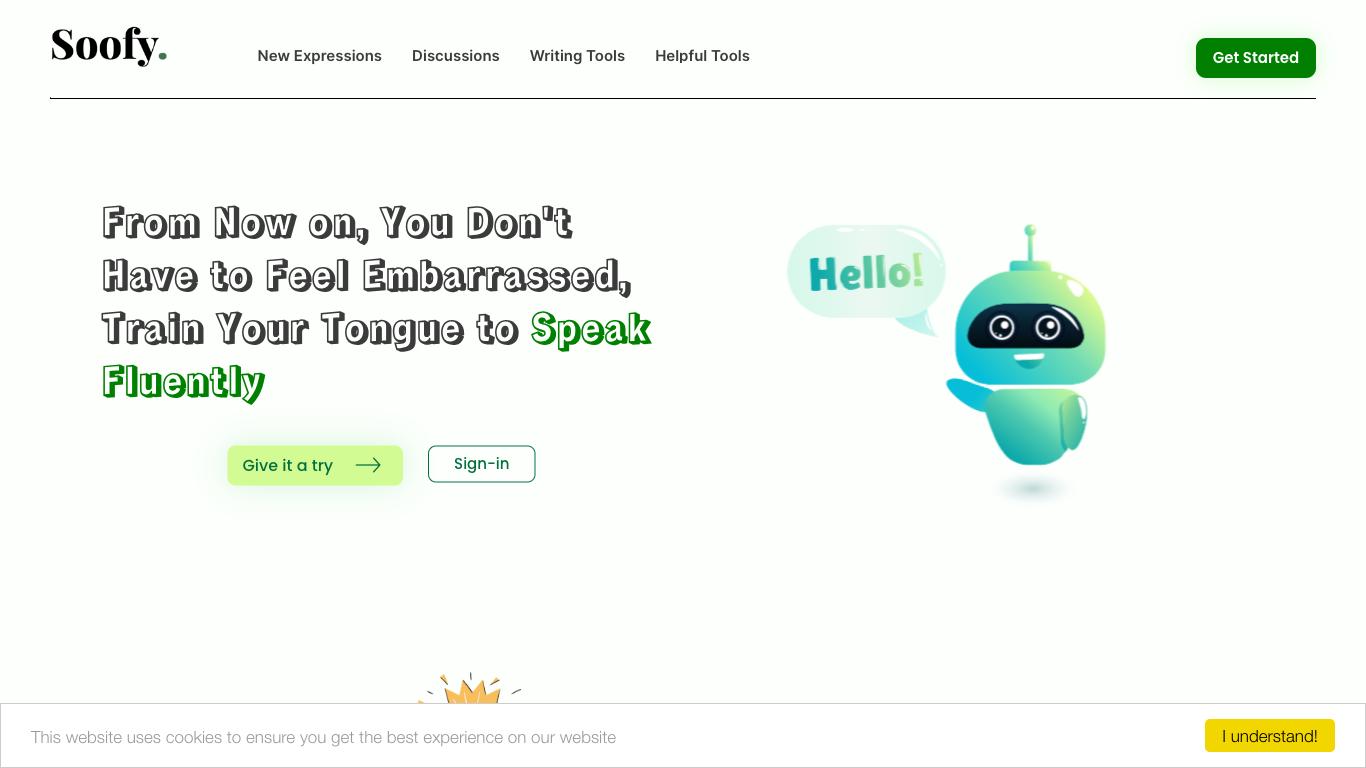 Soofy.
New Expressions
Discussions
Writing Tools
Helpful Tools
Get Started
From Now on, You Don't
Have to Feel Embarrassed,
Train Your Tongue to Speak
Fluently
Hello!
Give it a try
Sign-in
This website uses cookies to ensure you get the best experience on our website
I understand!